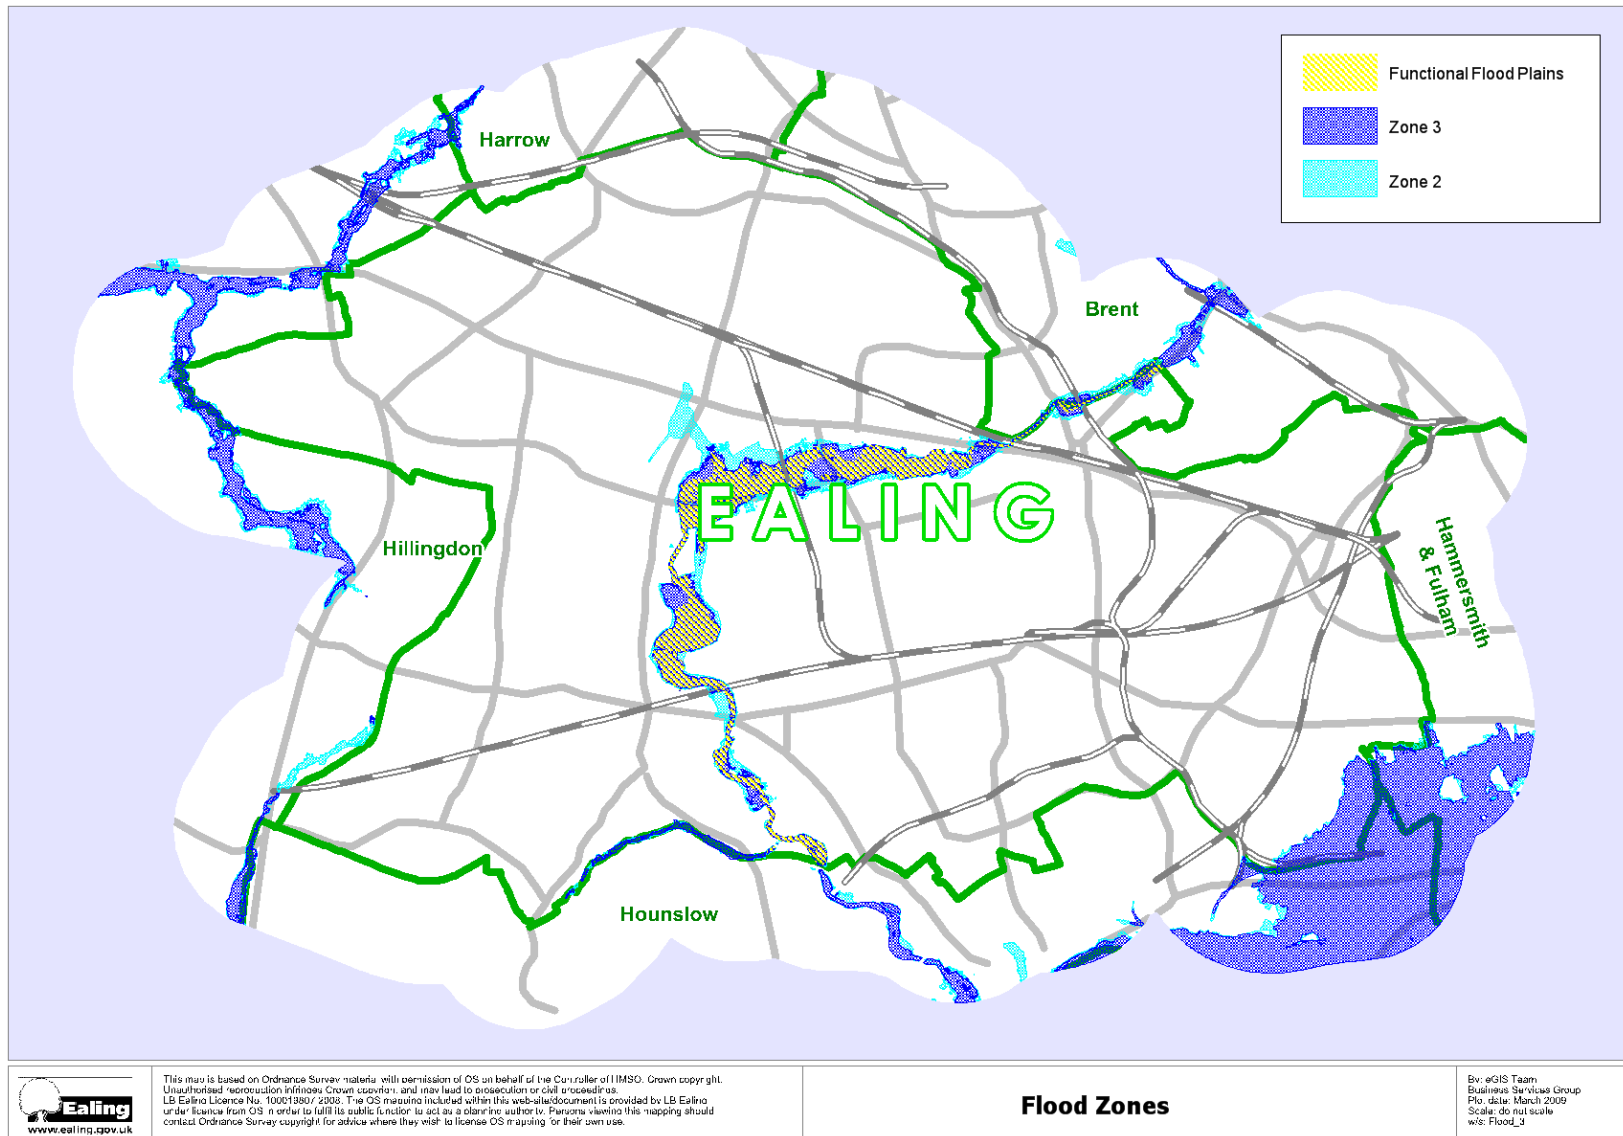 Functional Flood Plains
Zone 3
Zone 2
Harrow
Brent
EALING
Hillingdon
Hammersmith
& Fulham
Hounslow
Ealing
www.ealing.gov.uk
This map is based on Ordnance Survey material with permission of OS on behalf of the Controller of HMSO. Crown copyright.
Unauthorised reproduction infringes Crown copyright, and may lead to prosecution or civil proceedings.
LB Ealing Licence No. 100019807 2008. The OS mapping included within this web-site/document is provided by LB Ealing
under licence from OS in order to fulfil its public function to act as a planning authority. Persons viewing this mapping should
contact Ordnance Survey copyright for advice where they wish to license OS mapping for their own use.
Flood Zones
By: eGIS Team
Business Services Group
Plot date: March 2009
Scale: do not scale
w/s: Flood_3